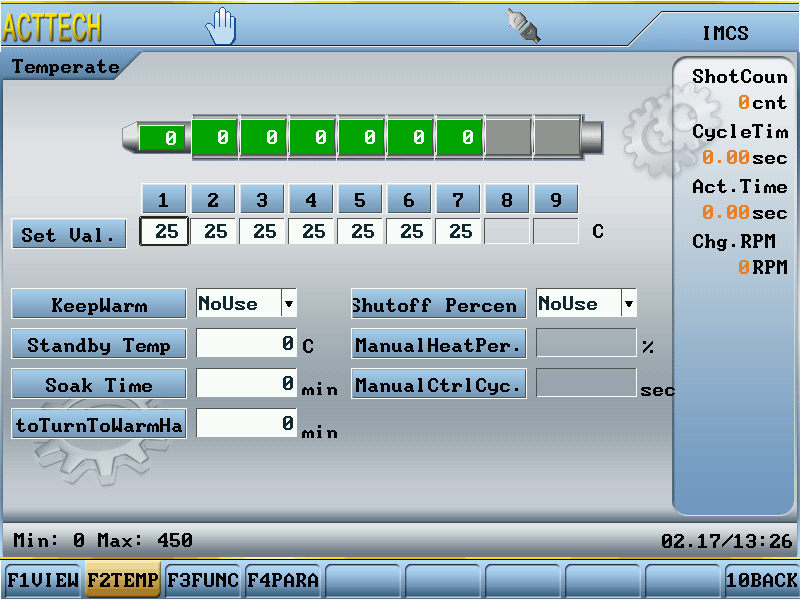 ACTTECH
IMCS
Temperate
0 0 0 0 0 0 0
1 2 3 4 5 6 7 8 9
Set Val. 25 25 25 25 25 25 25 C
KeepWarm NoUse Shutoff Percen NoUse
Standby Temp 0 C ManualHeatPer. %
Soak Time 0 min ManualCtrlCyc. sec
toTurnToWarmHa 0 min
ShotCoun
0cnt
CycleTim
0.00sec
Act.Time
0.00sec
Chg.RPM
0RPM
Min: 0 Max: 450 02.17/13:26
F1VIEW F2TEMP F3FUNC F4PARA 10BACK